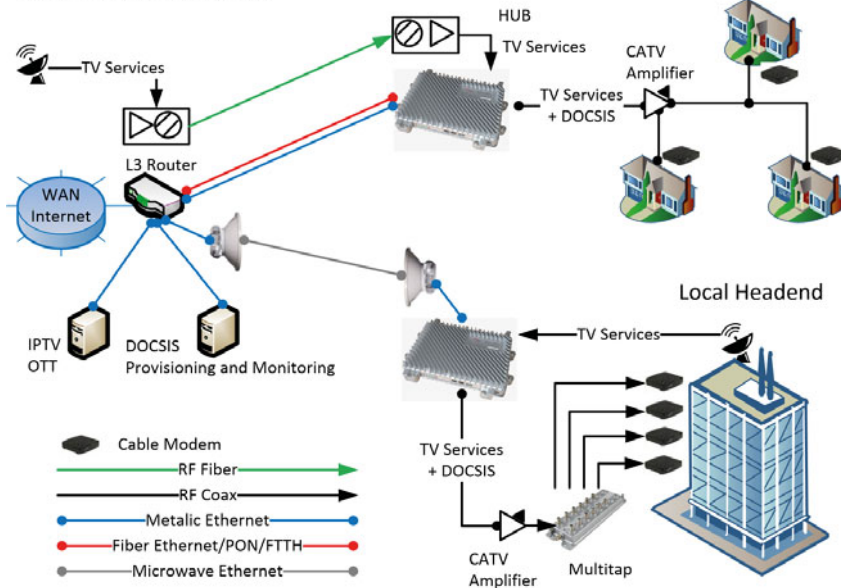 HUB
TV Services
TV Services
CATV
Amplifier
TV Services
+ DOCSIS
L3 Router
WAN
Internet
Local Headend
TV Services
IPTV
OTT
DOCSIS
Provisioning and Monitoring
Cable Modem
RF Fiber
RF Coax
Metalic Ethernet
Fiber Ethernet/PON/FTTH
Microwave Ethernet
TV Services
+ DOCSIS
CATV
Amplifier
Multitap